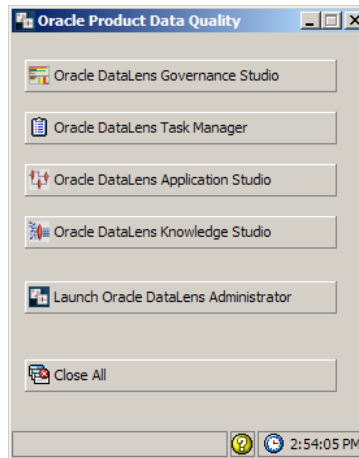 Oracle Product Data Quality
Oracle DataLens Governance Studio
Oracle DataLens Task Manager
Oracle DataLens Application Studio
Oracle DataLens Knowledge Studio
Launch Oracle DataLens Administrator
Close All
2:54:05 PM